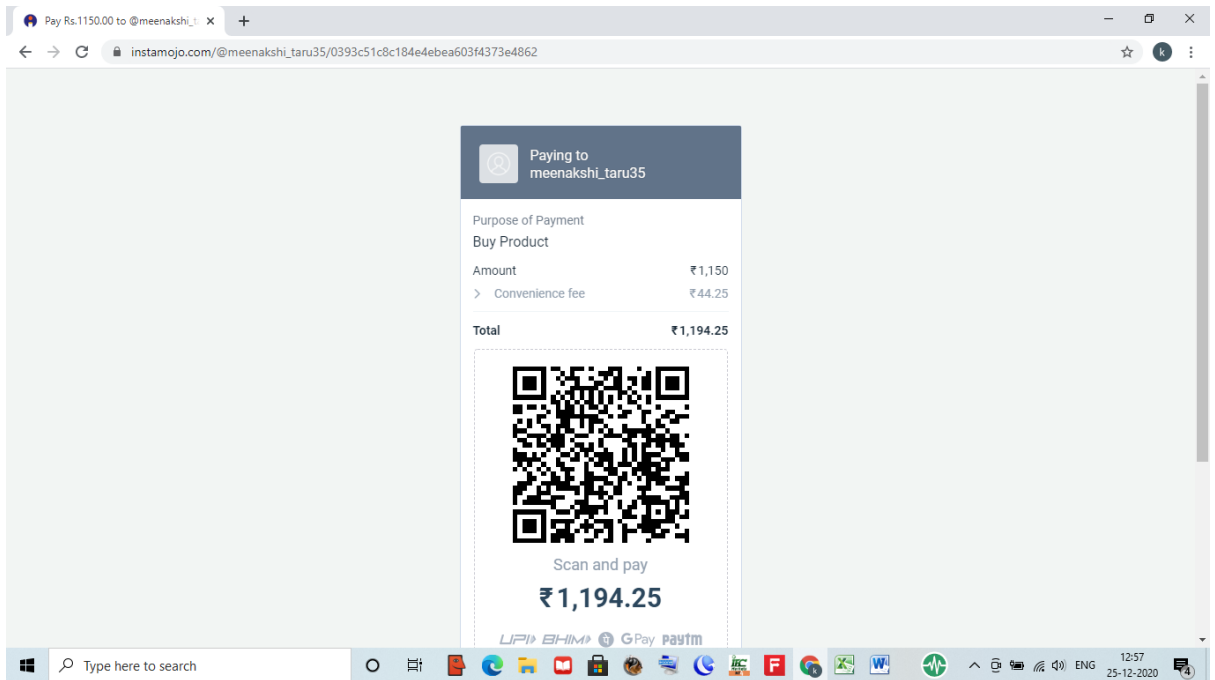 Pay Rs.1150.00 to @meenakshi_t
instamojo.com/@meenakshi_taru35/0393c51c8c184e4ebea603f4373e4862
k
Paying to
meenakshi_taru35
Purpose of Payment
Buy Product
Amount ₹1,150
Convenience fee ₹44.25
Total ₹1,194.25
Scan and pay
₹1,194.25
UPI BHIM GPay Paytm
Type here to search
ENG
12:57
25-12-2020
4